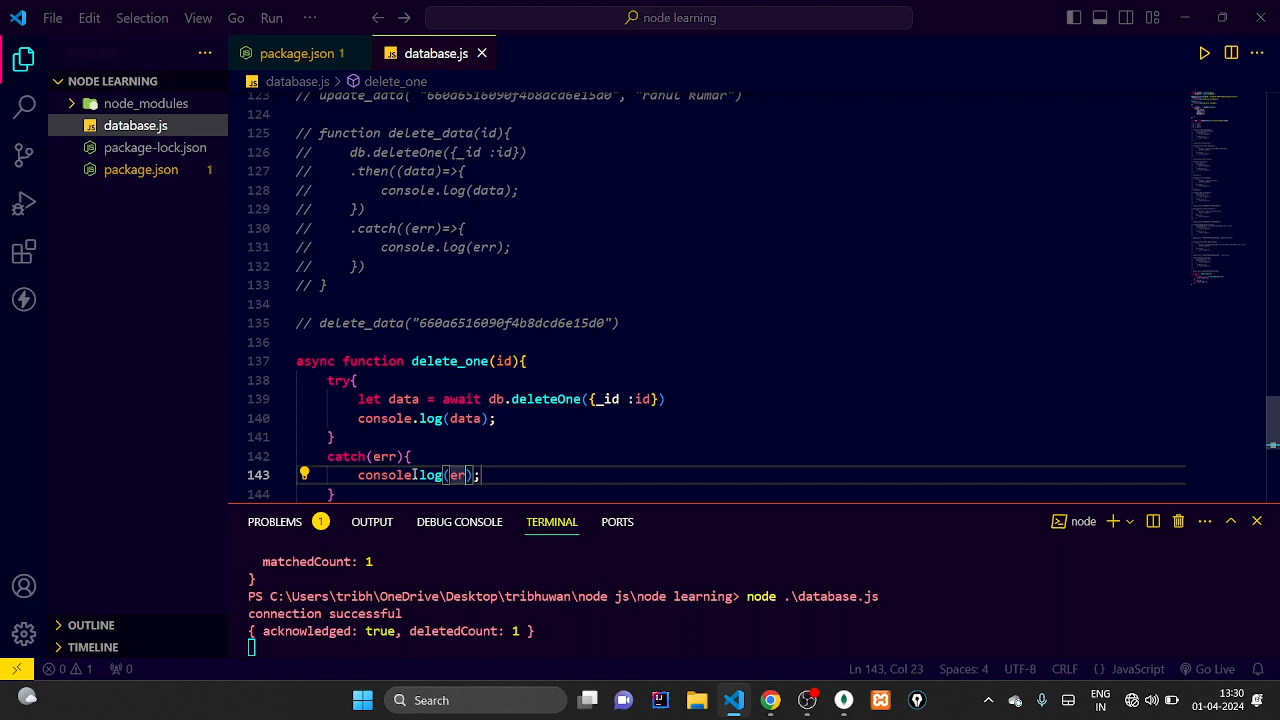 File Edit Selection View Go Run ... node learning
EXPLORER ... package.json 1 database.js
NODE LEARNING
node_modules
database.js
package-lock.json
package.json 1
database.js > delete_one
123 // update_data( "660a6516090f4b8dcd6e15d0", "rahul kumar")
124
125 // function delete_data(id){
126 // db.deleteOne({_id :id})
127 // .then((data)=>{
128 // console.log(data)
129 // })
130 // .catch((err)=>{
131 // console.log(err)
132 // })
133 // }
134
135 // delete_data("660a6516090f4b8dcd6e15d0")
136
137 async function delete_one(id){
138 try{
139 let data = await db.deleteOne({_id :id})
140 console.log(data);
141 }
142 catch(err){
143 console.log(er);
144 }
PROBLEMS 1 OUTPUT DEBUG CONSOLE TERMINAL PORTS node
matchedCount: 1
}
PS C:\Users\tribh\OneDrive\Desktop\tribhuwan\node js\node learning> node .\database.js
connection successful
{ acknowledged: true, deletedCount: 1 }
OUTLINE
TIMELINE
0 1 0 Ln 143, Col 23 Spaces: 4 UTF-8 CRLF {} JavaScript Go Live
Search ENG IN 13:30 01-04-2024